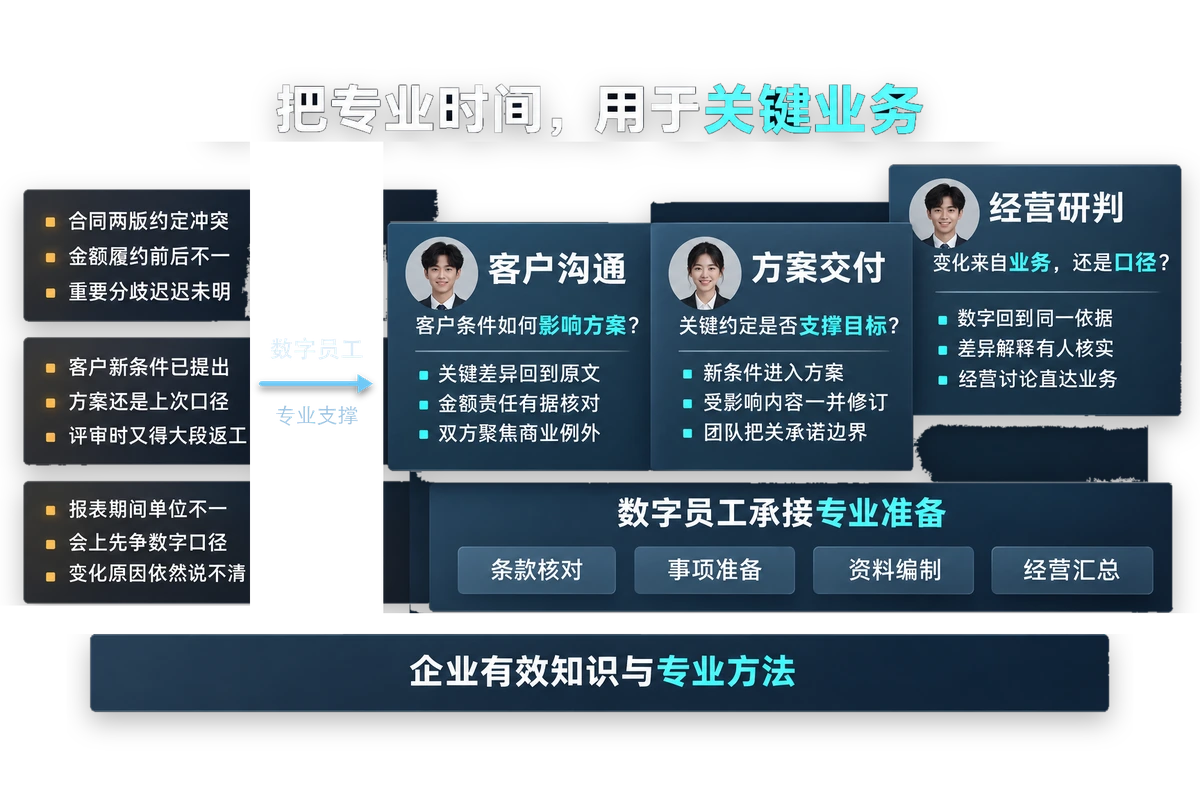 把专业时间，用于关键业务
合同两版约定冲突
金额履约前后不一
重要分歧迟迟未明
客户新条件已提出
方案还是上次口径
评审时又得大段返工
报表期间单位不一
会上先争数字口径
变化原因依然说不清
数字员工
专业支撑
客户沟通
客户条件如何影响方案？
关键差异回到原文
金额责任有据核对
双方聚焦商业例外
方案交付
关键约定是否支撑目标？
新条件进入方案
受影响内容一并修订
团队把关承诺边界
经营研判
变化来自业务，还是口径？
数字回到同一依据
差异解释有人核实
经营讨论直达业务
数字员工承接专业准备
条款核对
事项准备
资料编制
经营汇总
企业有效知识与专业方法